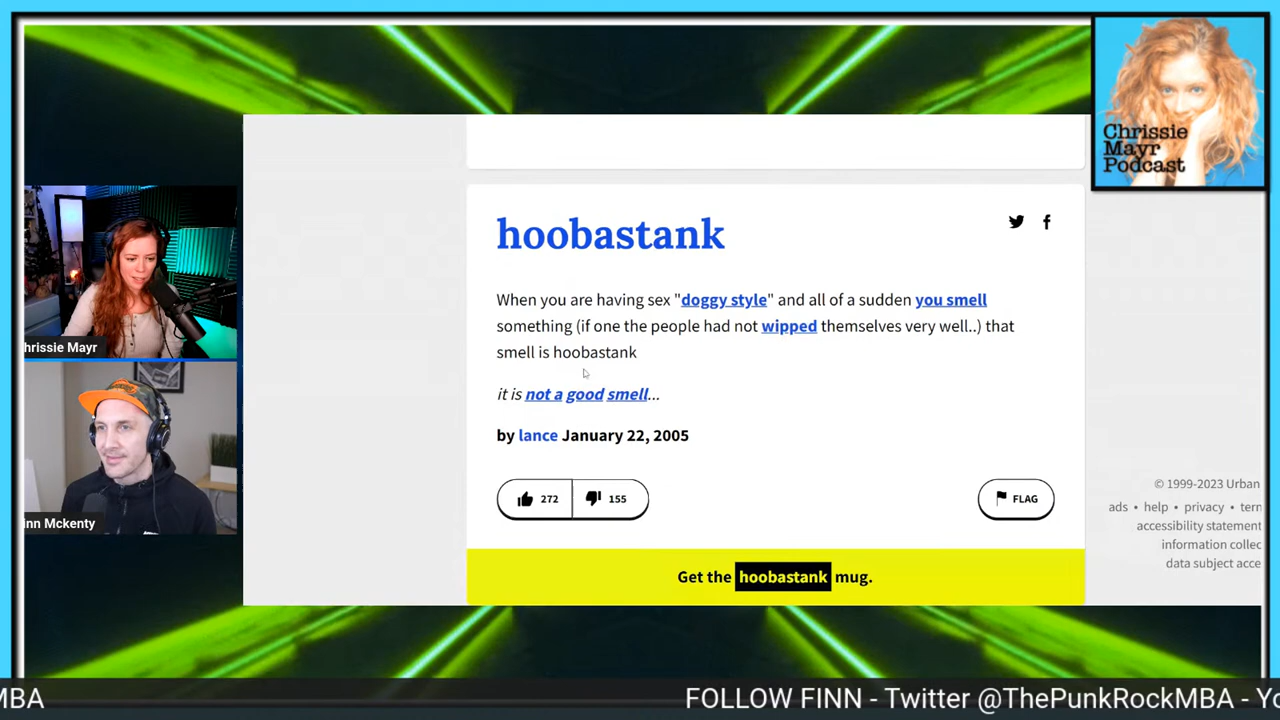 Chrissie
Mayr
Podcast
hoobastank
When you are having sex "doggy style" and all of a sudden you smell
something (if one the people had not wipped themselves very well..) that
smell is hoobastank
it is not a good smell...
by lance January 22, 2005
272
155
FLAG
Get the hoobastank mug.
© 1999-2023 Urban
ads • help • privacy • tern
accessibility statement
information collec
data subject acce
hrissie Mayr
inn Mckenty
MBA
FOLLOW FINN - Twitter @ThePunkRockMBA - Yo